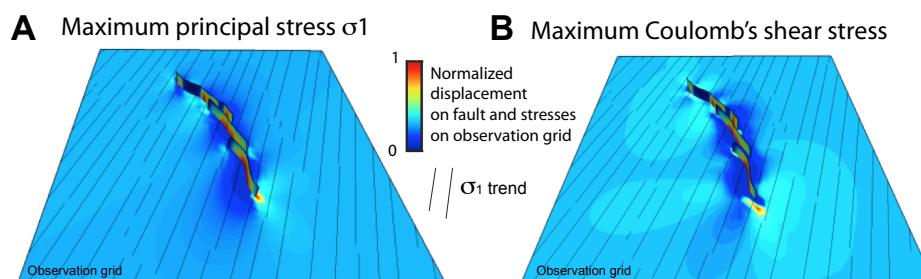 A Maximum principal stress σ1
B Maximum Coulomb's shear stress
1
Normalized
displacement
on fault and stresses
on observation grid
0
σ1 trend
Observation grid
Observation grid